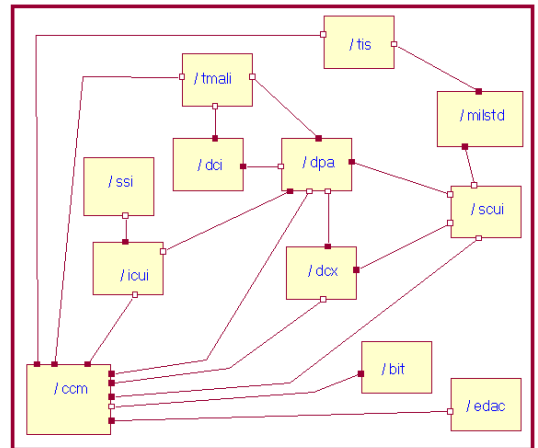 / tis
/ tmali
/ milstd
/ dci
/ dpa
/ ssi
/ scui
/ icui
/ dcx
/ bit
/ ccm
/ edac